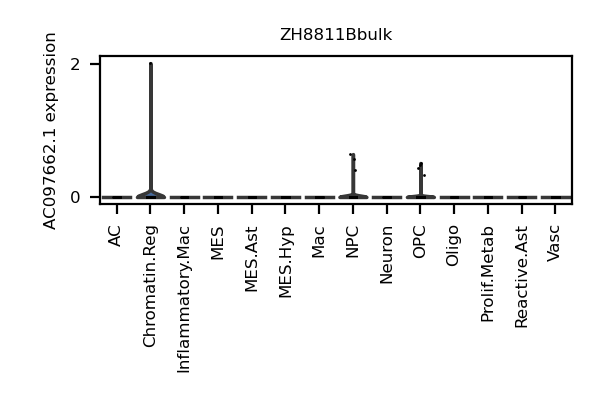 ZH8811Bbulk
AC097662.1 expression
2
0
AC
Chromatin.Reg
Inflammatory.Mac
MES
MES.Ast
MES.Hyp
Mac
NPC
Neuron
OPC
Oligo
Prolif.Metab
Reactive.Ast
Vasc